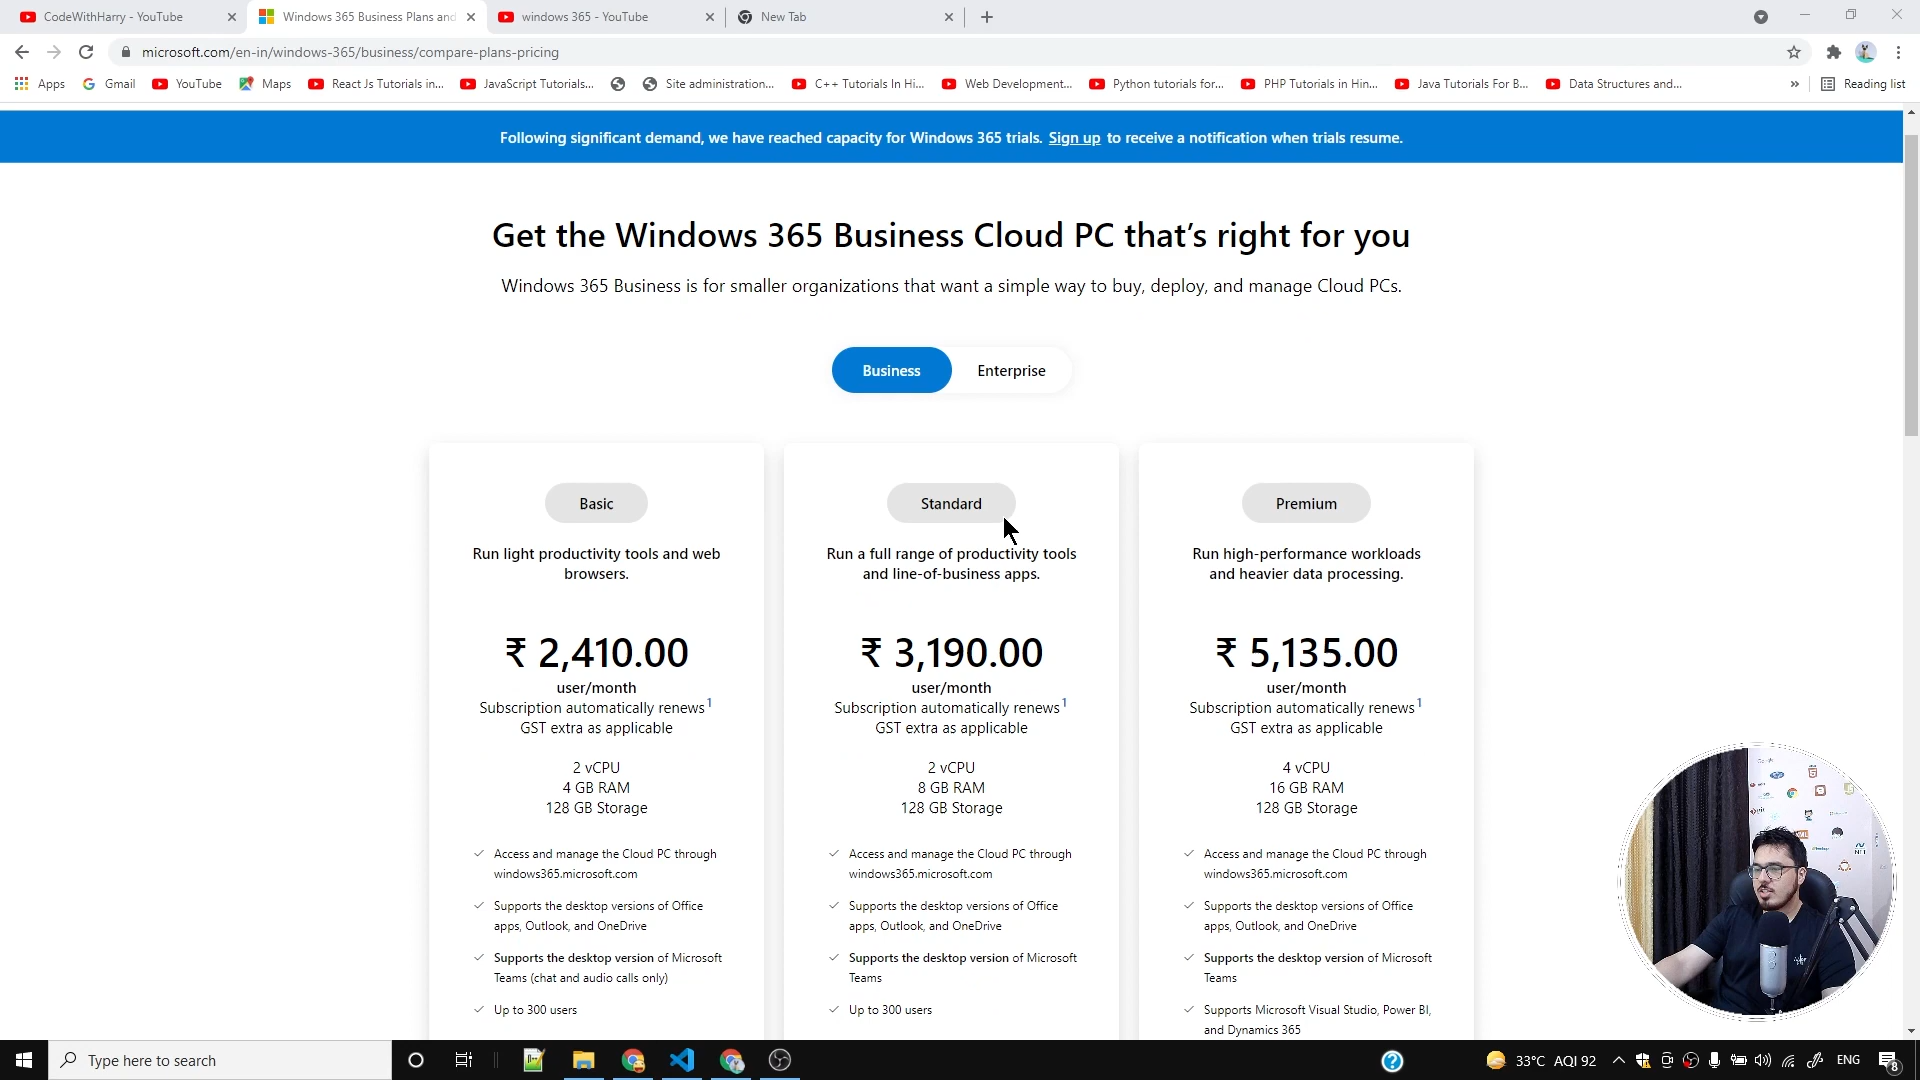 CodeWithHarry - YouTube
Windows 365 Business Plans and
windows 365 - YouTube
New Tab
microsoft.com/en-in/windows-365/business/compare-plans-pricing
Apps
Gmail
YouTube
Maps
React Js Tutorials in...
JavaScript Tutorials...
Site administration...
C++ Tutorials In Hi...
Web Development...
Python tutorials for...
PHP Tutorials in Hin...
Java Tutorials For B...
Data Structures and...
»
Reading list
Following significant demand, we have reached capacity for Windows 365 trials. Sign up to receive a notification when trials resume.
Get the Windows 365 Business Cloud PC that’s right for you
Windows 365 Business is for smaller organizations that want a simple way to buy, deploy, and manage Cloud PCs.
Business
Enterprise
Basic
Run light productivity tools and web
browsers.
₹ 2,410.00
user/month
Subscription automatically renews1
GST extra as applicable
2 vCPU
4 GB RAM
128 GB Storage
Access and manage the Cloud PC through
windows365.microsoft.com
Supports the desktop versions of Office
apps, Outlook, and OneDrive
Supports the desktop version of Microsoft
Teams (chat and audio calls only)
Up to 300 users
Standard
Run a full range of productivity tools
and line-of-business apps.
₹ 3,190.00
user/month
Subscription automatically renews1
GST extra as applicable
2 vCPU
8 GB RAM
128 GB Storage
Access and manage the Cloud PC through
windows365.microsoft.com
Supports the desktop versions of Office
apps, Outlook, and OneDrive
Supports the desktop version of Microsoft
Teams
Up to 300 users
Premium
Run high-performance workloads
and heavier data processing.
₹ 5,135.00
user/month
Subscription automatically renews1
GST extra as applicable
4 vCPU
16 GB RAM
128 GB Storage
Access and manage the Cloud PC through
windows365.microsoft.com
Supports the desktop versions of Office
apps, Outlook, and OneDrive
Supports the desktop version of Microsoft
Teams
Supports Microsoft Visual Studio, Power BI,
and Dynamics 365
Type here to search
33°C AQI 92
ENG
8